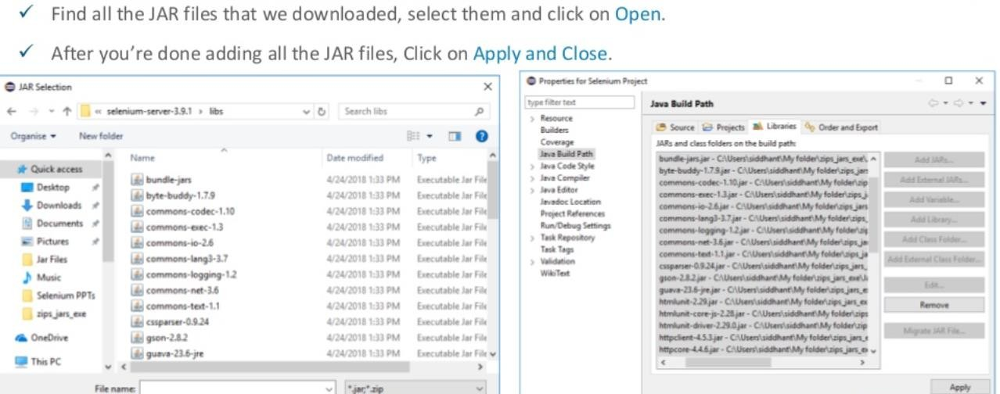 ✓ Find all the JAR files that we downloaded, select them and click on Open.
✓ After you're done adding all the JAR files, Click on Apply and Close.
JAR Selection
« selenium-server-3.9.1 › libs
Search libs
Organise
New folder
Quick access
Desktop
Downloads
Documents
Pictures
Jar Files
Music
Selenium PPTs
zips_jars_exe
OneDrive
This PC
Name Date modified Type
bundle-jars 4/24/2018 1:33 PM Executable Jar File
byte-buddy-1.7.9 4/24/2018 1:33 PM Executable Jar File
commons-codec-1.10 4/24/2018 1:33 PM Executable Jar File
commons-exec-1.3 4/24/2018 1:33 PM Executable Jar File
commons-io-2.6 4/24/2018 1:33 PM Executable Jar File
commons-lang3-3.7 4/24/2018 1:33 PM Executable Jar File
commons-logging-1.2 4/24/2018 1:33 PM Executable Jar File
commons-net-3.6 4/24/2018 1:33 PM Executable Jar File
commons-text-1.1 4/24/2018 1:33 PM Executable Jar File
cssparser-0.9.24 4/24/2018 1:33 PM Executable Jar File
gson-2.8.2 4/24/2018 1:33 PM Executable Jar File
guava-23.6-jre 4/24/2018 1:33 PM Executable Jar File
File name:
*.jar;*.zip
Properties for Selenium Project
type filter text
Resource
Builders
Coverage
Java Build Path
Java Code Style
Java Compiler
Java Editor
Javadoc Location
Project References
Run/Debug Settings
Task Repository
Task Tags
Validation
WikiText
Java Build Path
Source Projects Libraries Order and Export
JARs and class folders on the build path:
bundle-jars.jar - C:\Users\siddhant\My folder\zips_jars_exe\
byte-buddy-1.7.9.jar - C:\Users\siddhant\My folder\zips_jars
commons-codec-1.10.jar - C:\Users\siddhant\My folder\zip
commons-exec-1.3.jar - C:\Users\siddhant\My folder\zips_j
commons-io-2.6.jar - C:\Users\siddhant\My folder\zips_jars
commons-lang3-3.7.jar - C:\Users\siddhant\My folder\zips_
commons-logging-1.2.jar - C:\Users\siddhant\My folder\zip
commons-net-3.6.jar - C:\Users\siddhant\My folder\zips_ja
commons-text-1.1.jar - C:\Users\siddhant\My folder\zips_ja
cssparser-0.9.24.jar - C:\Users\siddhant\My folder\zips_jars_
gson-2.8.2.jar - C:\Users\siddhant\My folder\zips_jars_exe\Ja
guava-23.6-jre.jar - C:\Users\siddhant\My folder\zips_jars_e
htmlunit-2.29.jar - C:\Users\siddhant\My folder\zips_jars_ex
htmlunit-core-js-2.28.jar - C:\Users\siddhant\My folder\zips
htmlunit-driver-2.29.0.jar - C:\Users\siddhant\My folder\zip
httpclient-4.5.3.jar - C:\Users\siddhant\My folder\zips_jars_e
httpcore-4.4.6.jar - C:\Users\siddhant\My folder\zips_jars_ex
Add JARs...
Add External JARs...
Add Variable...
Add Library...
Add Class Folder...
Add External Class Folder...
Edit...
Remove
Migrate JAR File...
Apply